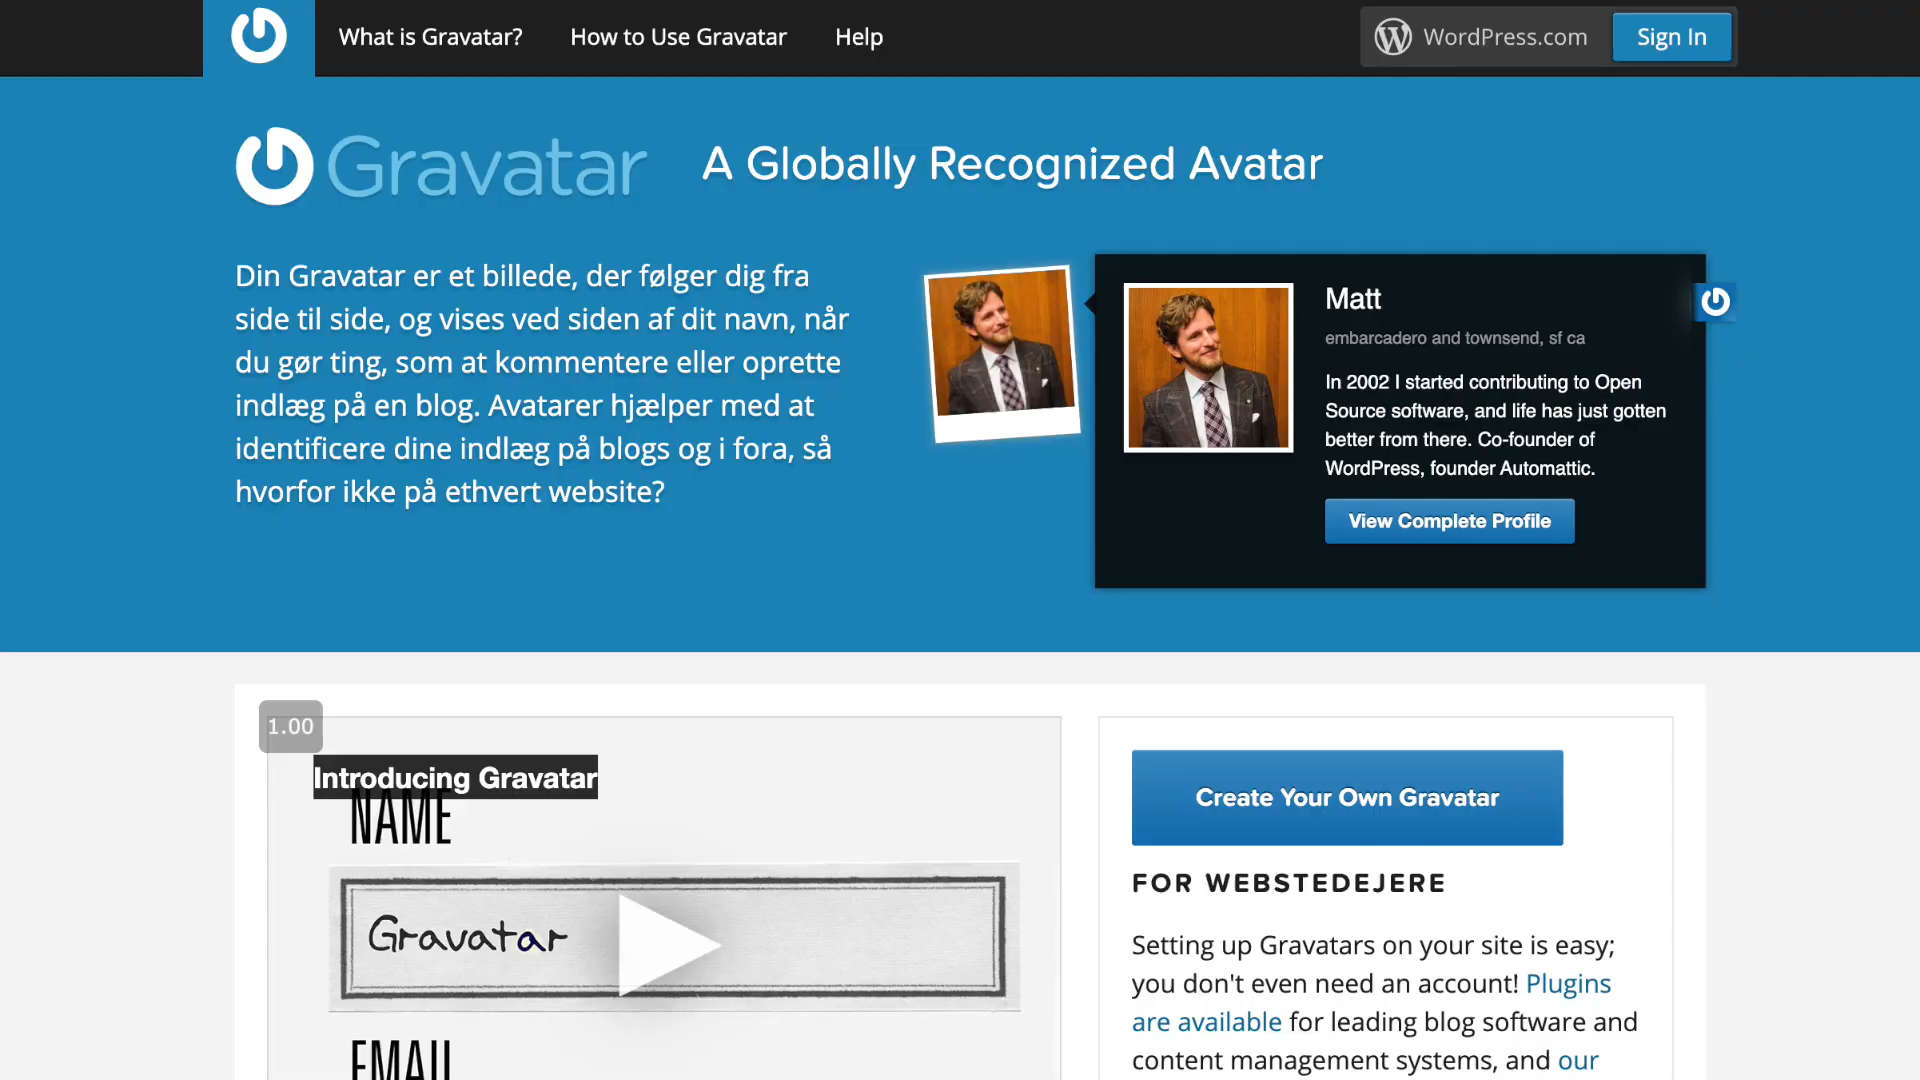 What is Gravatar?
How to Use Gravatar
Help
WordPress.com
Sign In
Gravatar
A Globally Recognized Avatar
Din Gravatar er et billede, der følger dig fra
side til side, og vises ved siden af dit navn, når
du gør ting, som at kommentere eller oprette
indlæg på en blog. Avatarer hjælper med at
identificere dine indlæg på blogs og i fora, så
hvorfor ikke på ethvert website?
Matt
embarcadero and townsend, sf ca
In 2002 I started contributing to Open
Source software, and life has just gotten
better from there. Co-founder of
WordPress, founder Automattic.
View Complete Profile
1.00
Introducing Gravatar
NAME
Gravatar
EMAIL
Create Your Own Gravatar
FOR WEBSTEDEJERE
Setting up Gravatars on your site is easy;
you don't even need an account! Plugins
are available for leading blog software and
content management systems, and our